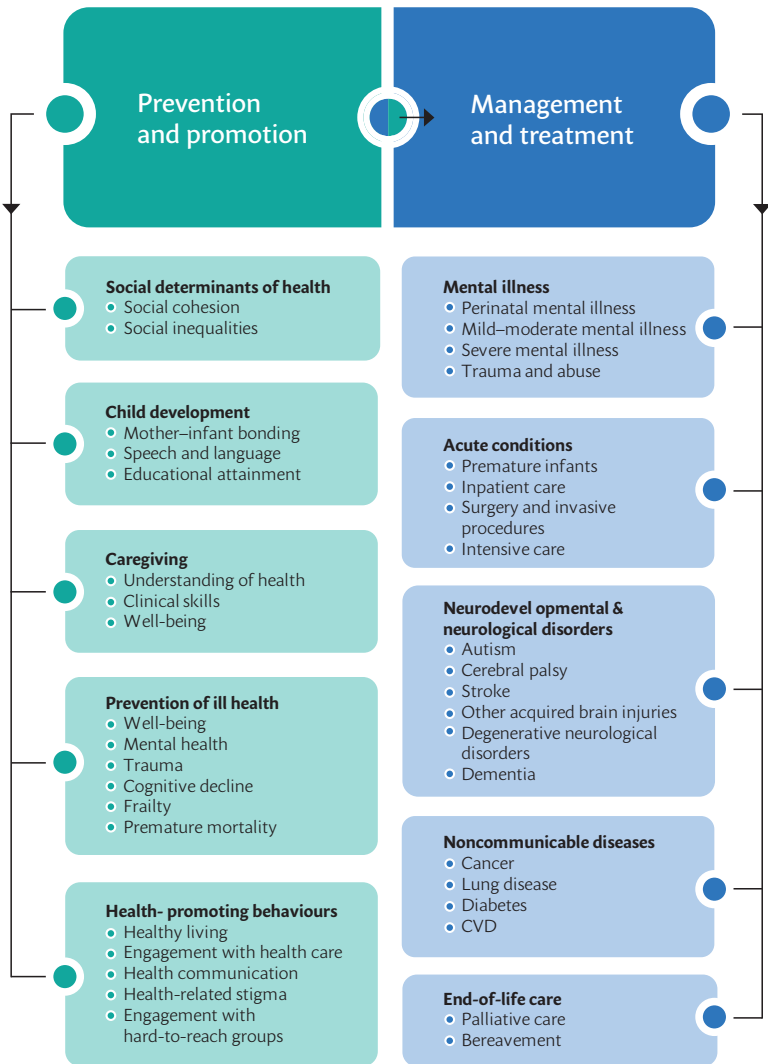 Prevention
and promotion
Management
and treatment
Social determinants of health
Social cohesion
Social inequalities
Child development
Mother–infant bonding
Speech and language
Educational attainment
Caregiving
Understanding of health
Clinical skills
Well-being
Prevention of ill health
Well-being
Mental health
Trauma
Cognitive decline
Frailty
Premature mortality
Health- promoting behaviours
Healthy living
Engagement with health care
Health communication
Health-related stigma
Engagement with
hard-to-reach groups
Mental illness
Perinatal mental illness
Mild–moderate mental illness
Severe mental illness
Trauma and abuse
Acute conditions
Premature infants
Inpatient care
Surgery and invasive
procedures
Intensive care
Neurodevel opmental &
neurological disorders
Autism
Cerebral palsy
Stroke
Other acquired brain injuries
Degenerative neurological
disorders
Dementia
Noncommunicable diseases
Cancer
Lung disease
Diabetes
CVD
End-of-life care
Palliative care
Bereavement